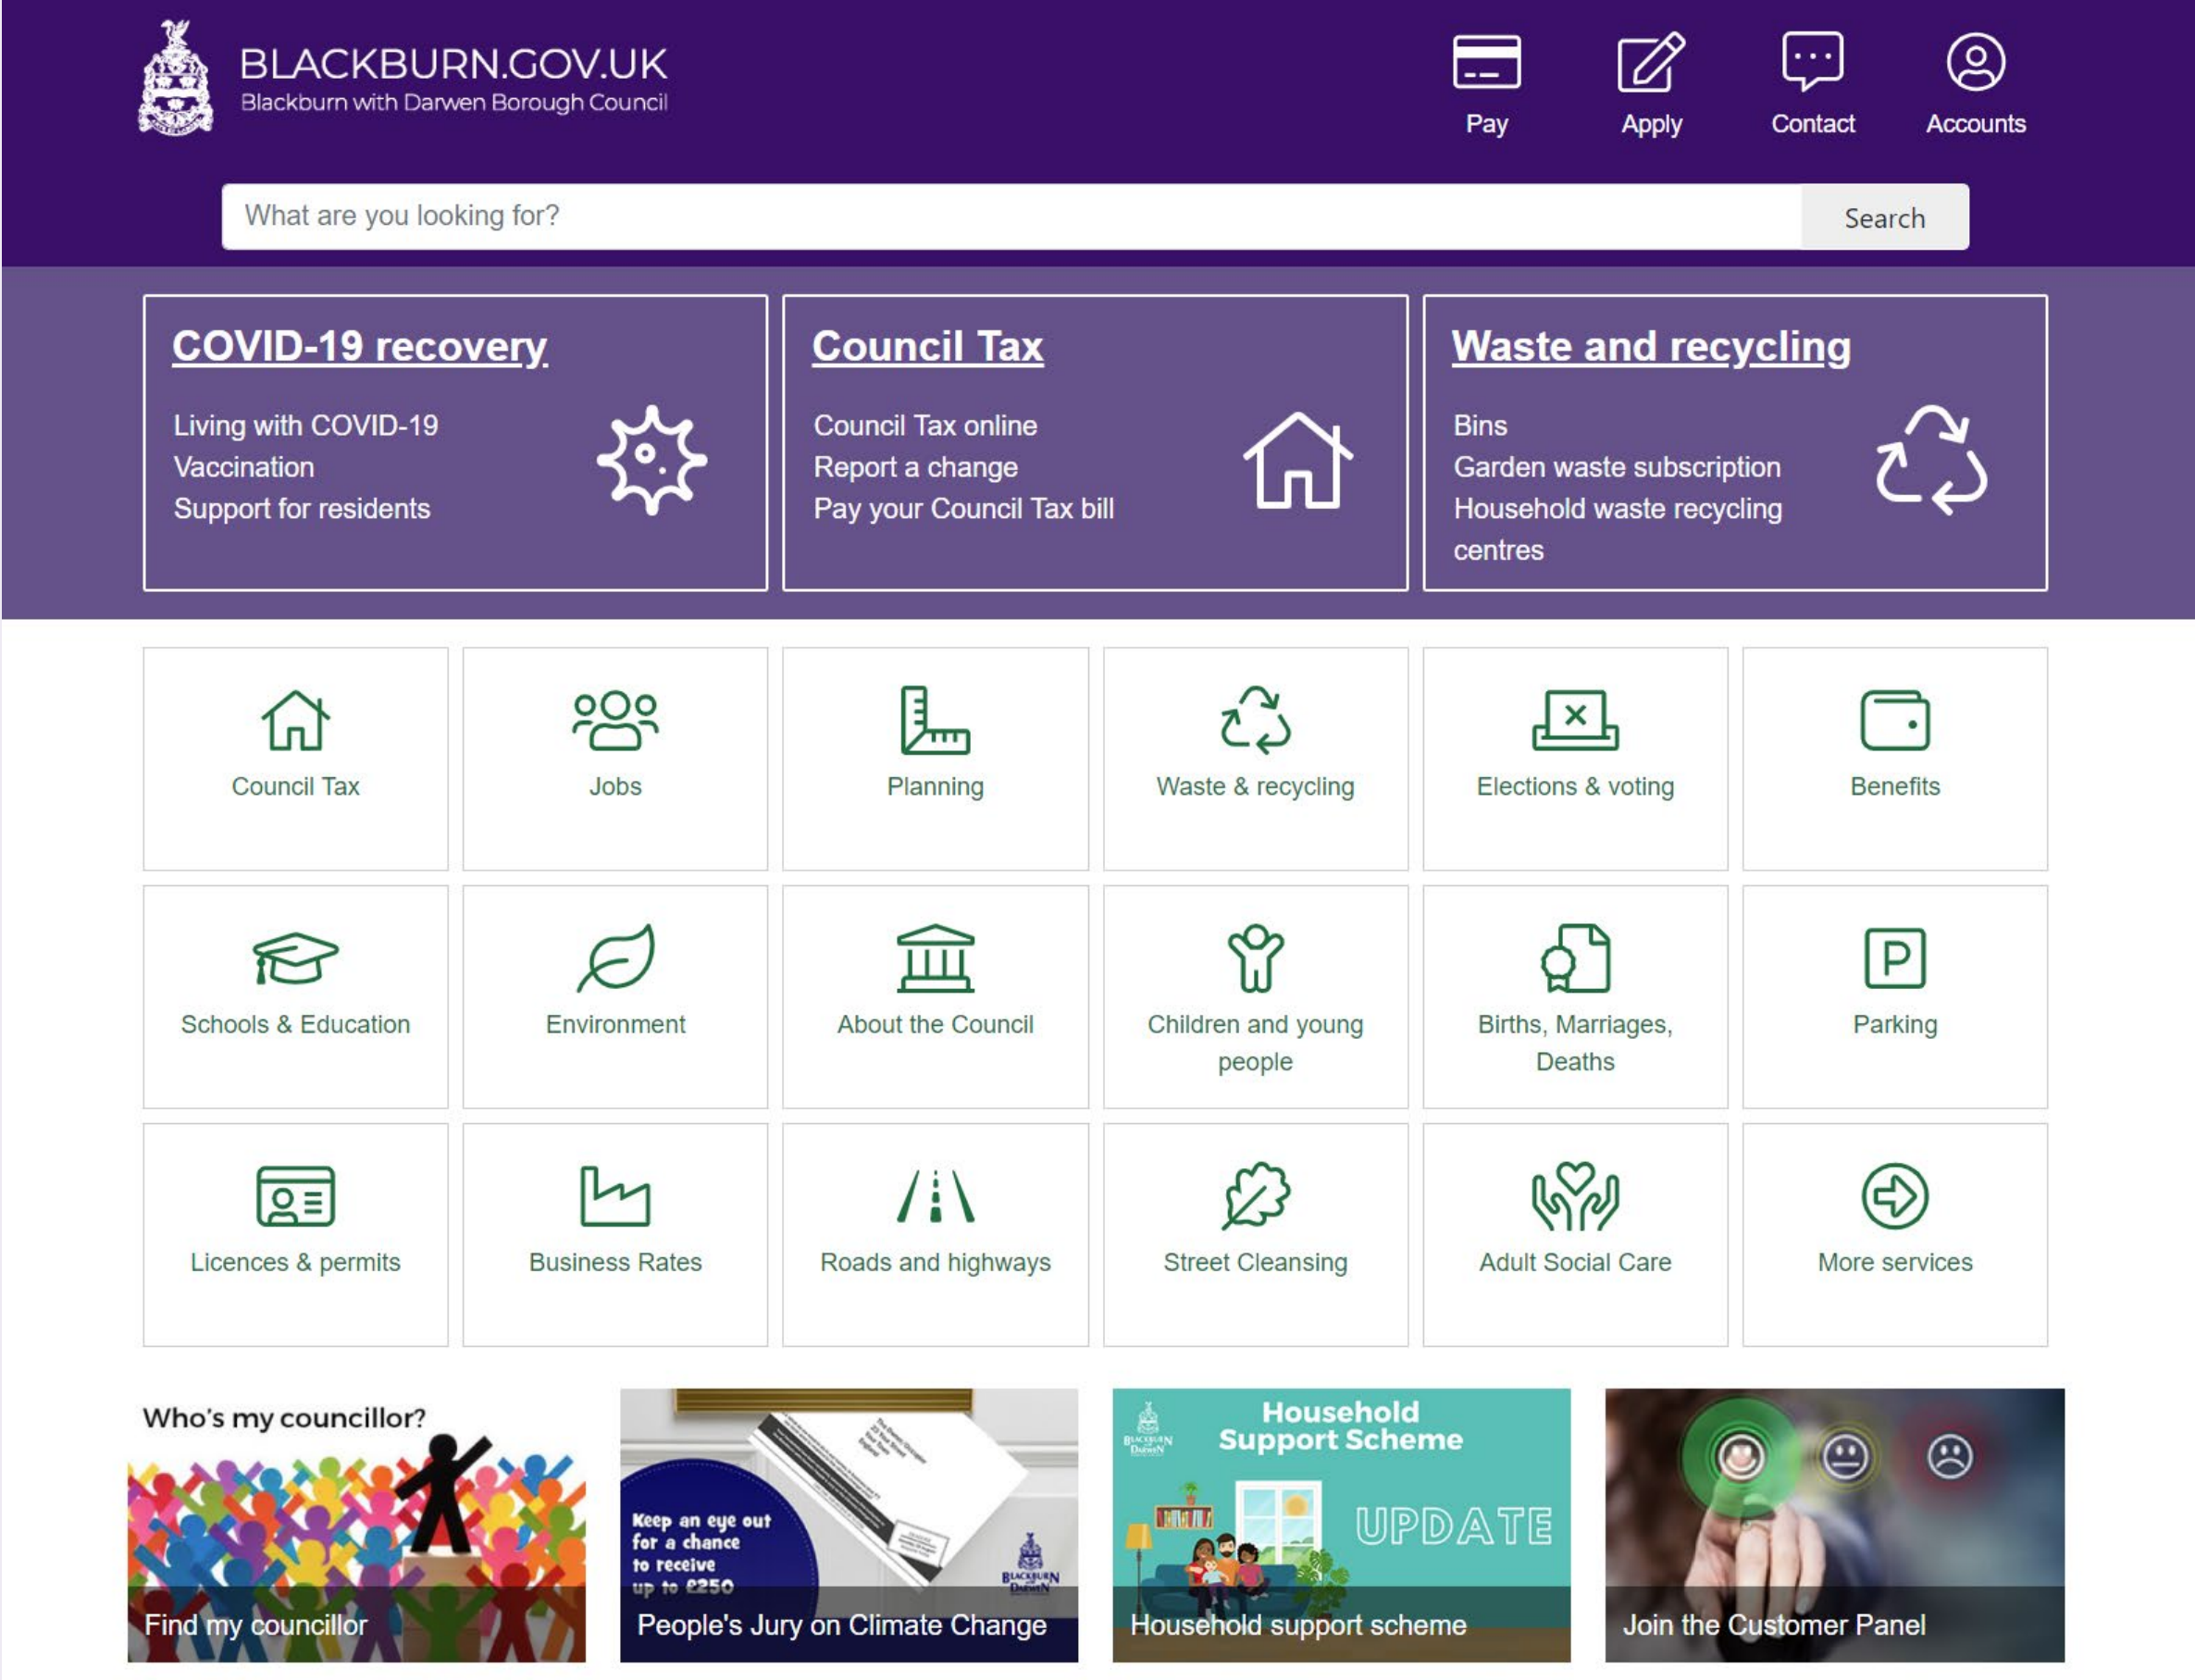 BLACKBURN.GOV.UK
Blackburn with Darwen Borough Council
Pay
Apply
Contact
Accounts
What are you looking for?
Search
COVID-19 recovery
Living with COVID-19
Vaccination
Support for residents
Council Tax
Council Tax online
Report a change
Pay your Council Tax bill
Waste and recycling
Bins
Garden waste subscription
Household waste recycling
centres
Council Tax
Jobs
Planning
Waste & recycling
Elections & voting
Benefits
Schools & Education
Environment
About the Council
Children and young
people
Births, Marriages,
Deaths
P
Parking
Licences & permits
Business Rates
Roads and highways
Street Cleansing
Adult Social Care
More services
Who's my councillor?
Find my councillor
Keep an eye out
for a chance
to receive
up to £250
BLACKBURN
DARWEN
People's Jury on Climate Change
BLACKBURN
DARWEN
Household
Support Scheme
UPDATE
Household support scheme
Join the Customer Panel